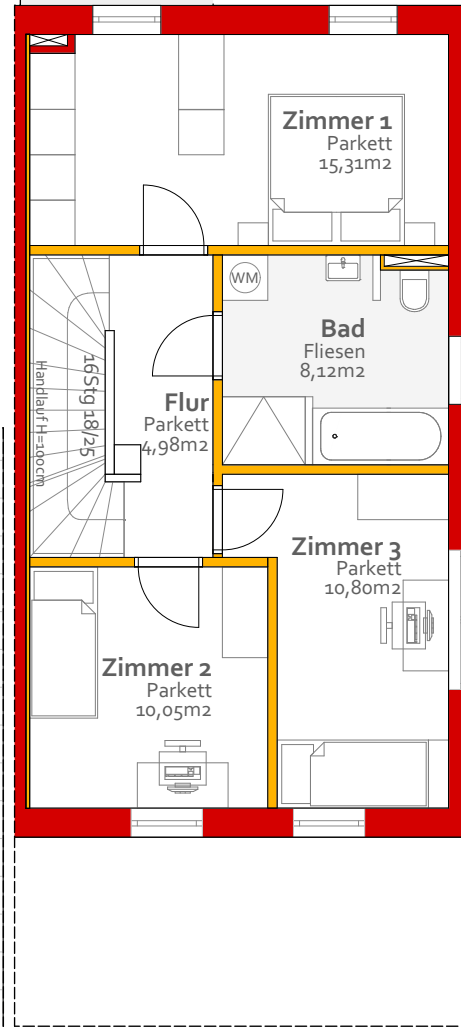 Zimmer 1
Parkett
15,31m2
WM
Bad
Fliesen
8,12m2
16Stg 18/25
Handlauf H=100cm
Flur
Parkett
4,98m2
Zimmer 3
Parkett
10,80m2
Zimmer 2
Parkett
10,05m2